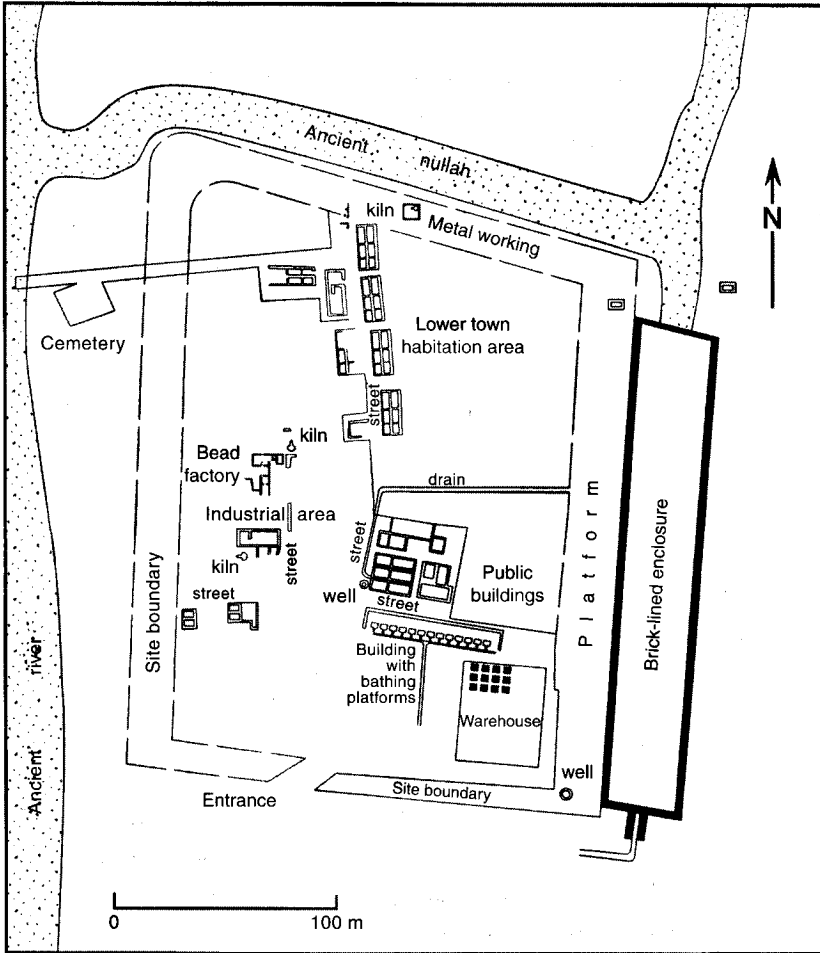 Ancient nullah
N
kiln
Metal working
Cemetery
Lower town
habitation area
street
kiln
Bead
factory
drain
Industrial area
street
street
kiln
Platform
Public
buildings
well
street
street
Brick-lined enclosure
Site boundary
Building
with
bathing
platforms
Warehouse
Ancient river
well
Site boundary
Entrance
0 100 m